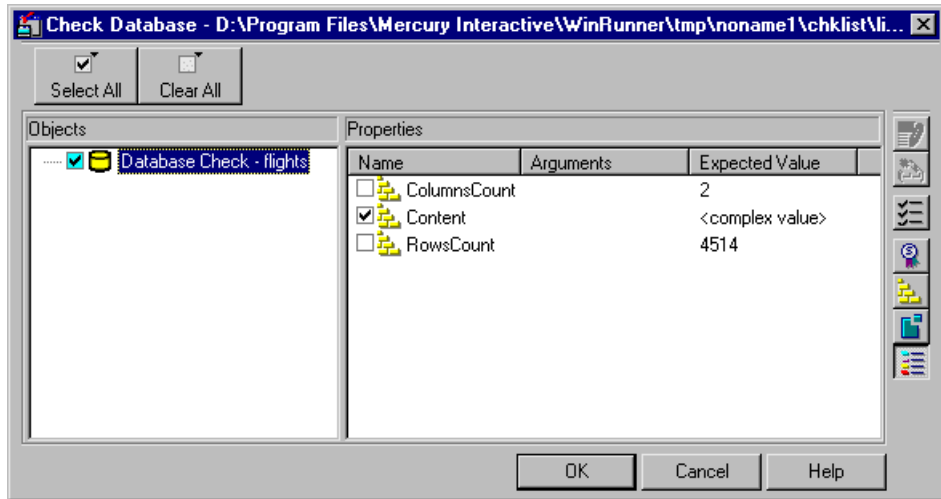 Check Database - D:\Program Files\Mercury Interactive\WinRunner\tmp\noname1\chklist\li...
Select All Clear All
Objects Properties
Database Check - flights
Name Arguments Expected Value
ColumnsCount 2
Content <complex value>
RowsCount 4514
OK Cancel Help